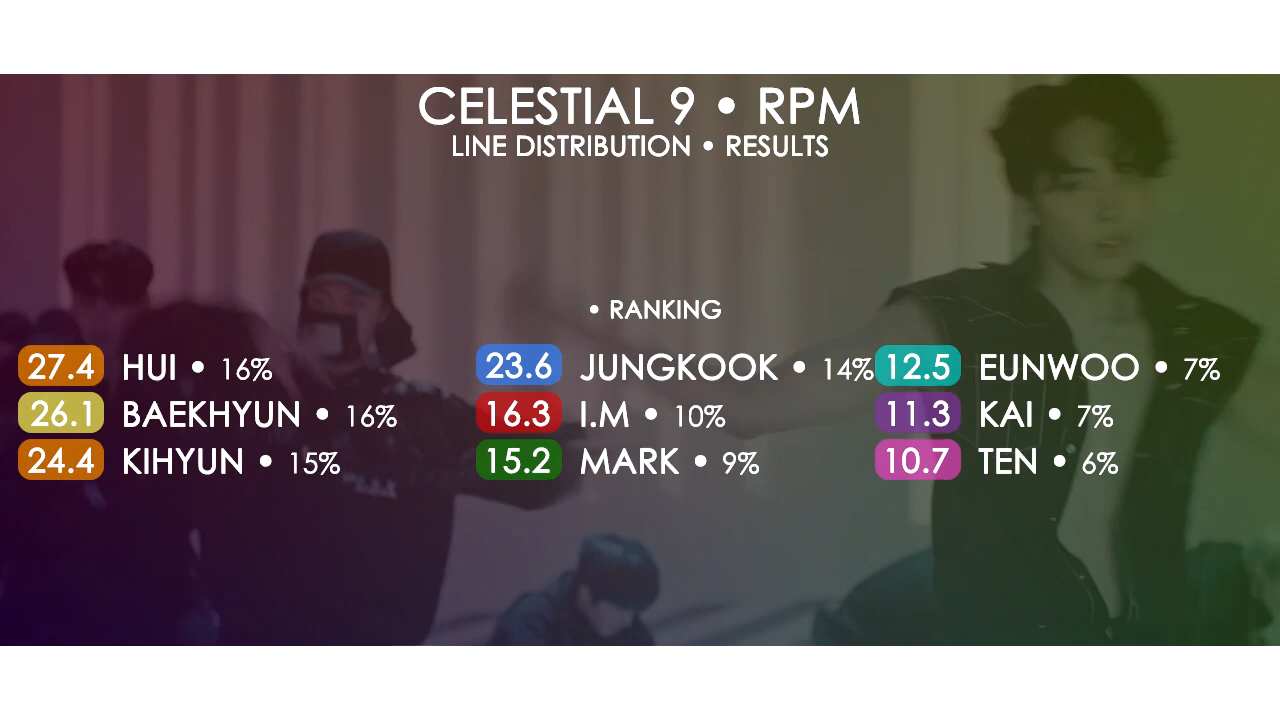 CELESTIAL 9 • RPM
LINE DISTRIBUTION • RESULTS
• RANKING
27.4 HUI • 16%
26.1 BAEKHYUN • 16%
24.4 KIHYUN • 15%
23.6 JUNGKOOK • 14%
16.3 I.M • 10%
15.2 MARK • 9%
12.5 EUNWOO • 7%
11.3 KAI • 7%
10.7 TEN • 6%